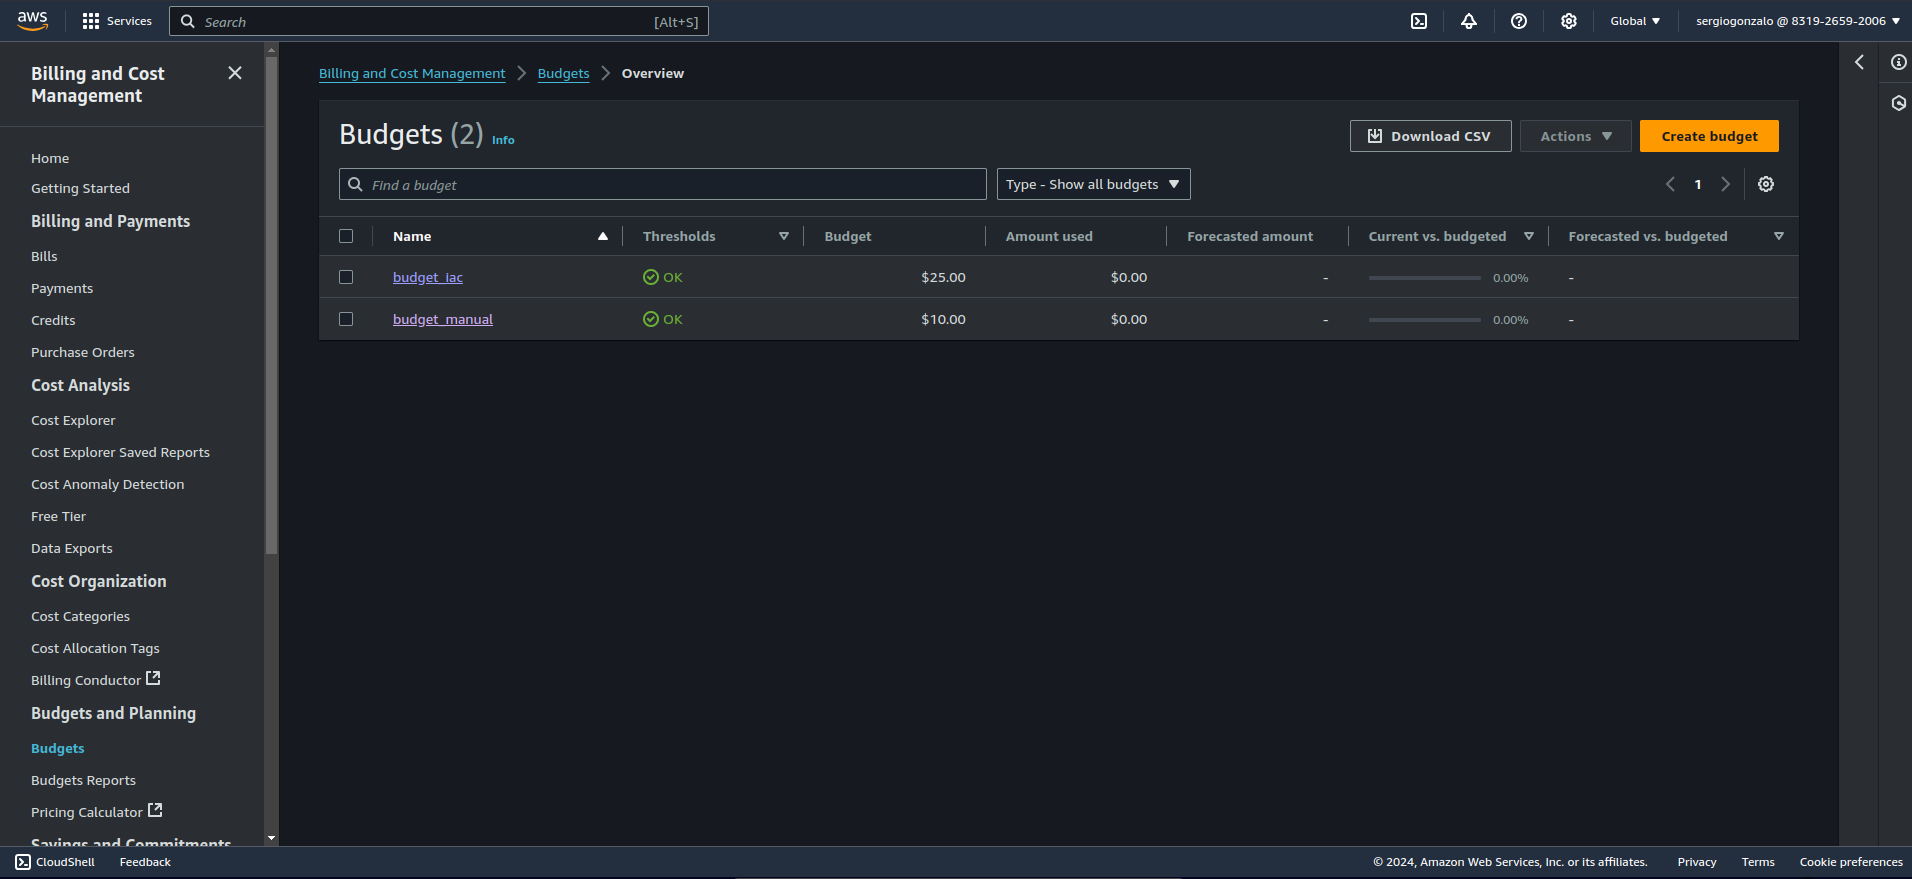 aws Services Search [Alt+S] Global sergiogonzalo @ 8319-2659-2006
Billing and Cost
Management
Home
Getting Started
Billing and Payments
Bills
Payments
Credits
Purchase Orders
Cost Analysis
Cost Explorer
Cost Explorer Saved Reports
Cost Anomaly Detection
Free Tier
Data Exports
Cost Organization
Cost Categories
Cost Allocation Tags
Billing Conductor
Budgets and Planning
Budgets
Budgets Reports
Pricing Calculator
Savings and Commitments
Billing and Cost Management Budgets Overview
Budgets (2) Info Download CSV Actions Create budget
Find a budget Type - Show all budgets 1
Name Thresholds Budget Amount used Forecasted amount Current vs. budgeted Forecasted vs. budgeted
budget_iac OK $25.00 $0.00 - 0.00% -
budget_manual OK $10.00 $0.00 - 0.00% -
CloudShell Feedback © 2024, Amazon Web Services, Inc. or its affiliates. Privacy Terms Cookie preferences